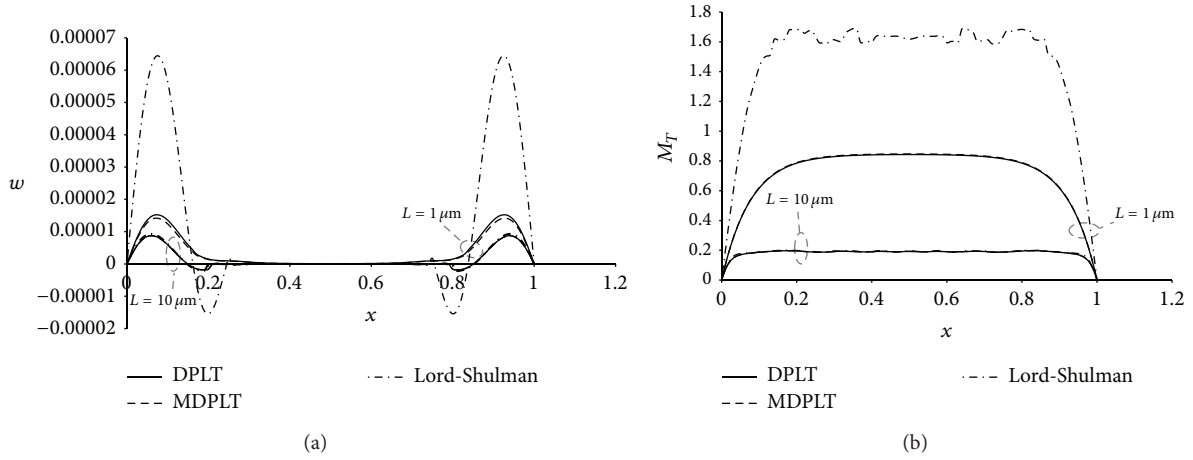 0.00007
0.00006
0.00005
0.00004
0.00003
0.00002
0.00001
0
−0.00001
−0.00002
w
0 0.2 0.4 0.6 0.8 1 1.2
x
L = 1 μm
L = 10 μm
DPLT
MDPLT
Lord-Shulman
(a)
1.8
1.6
1.4
1.2
1
0.8
0.6
0.4
0.2
0
M_T
0 0.2 0.4 0.6 0.8 1 1.2
x
L = 10 μm
L = 1 μm
DPLT
MDPLT
Lord-Shulman
(b)